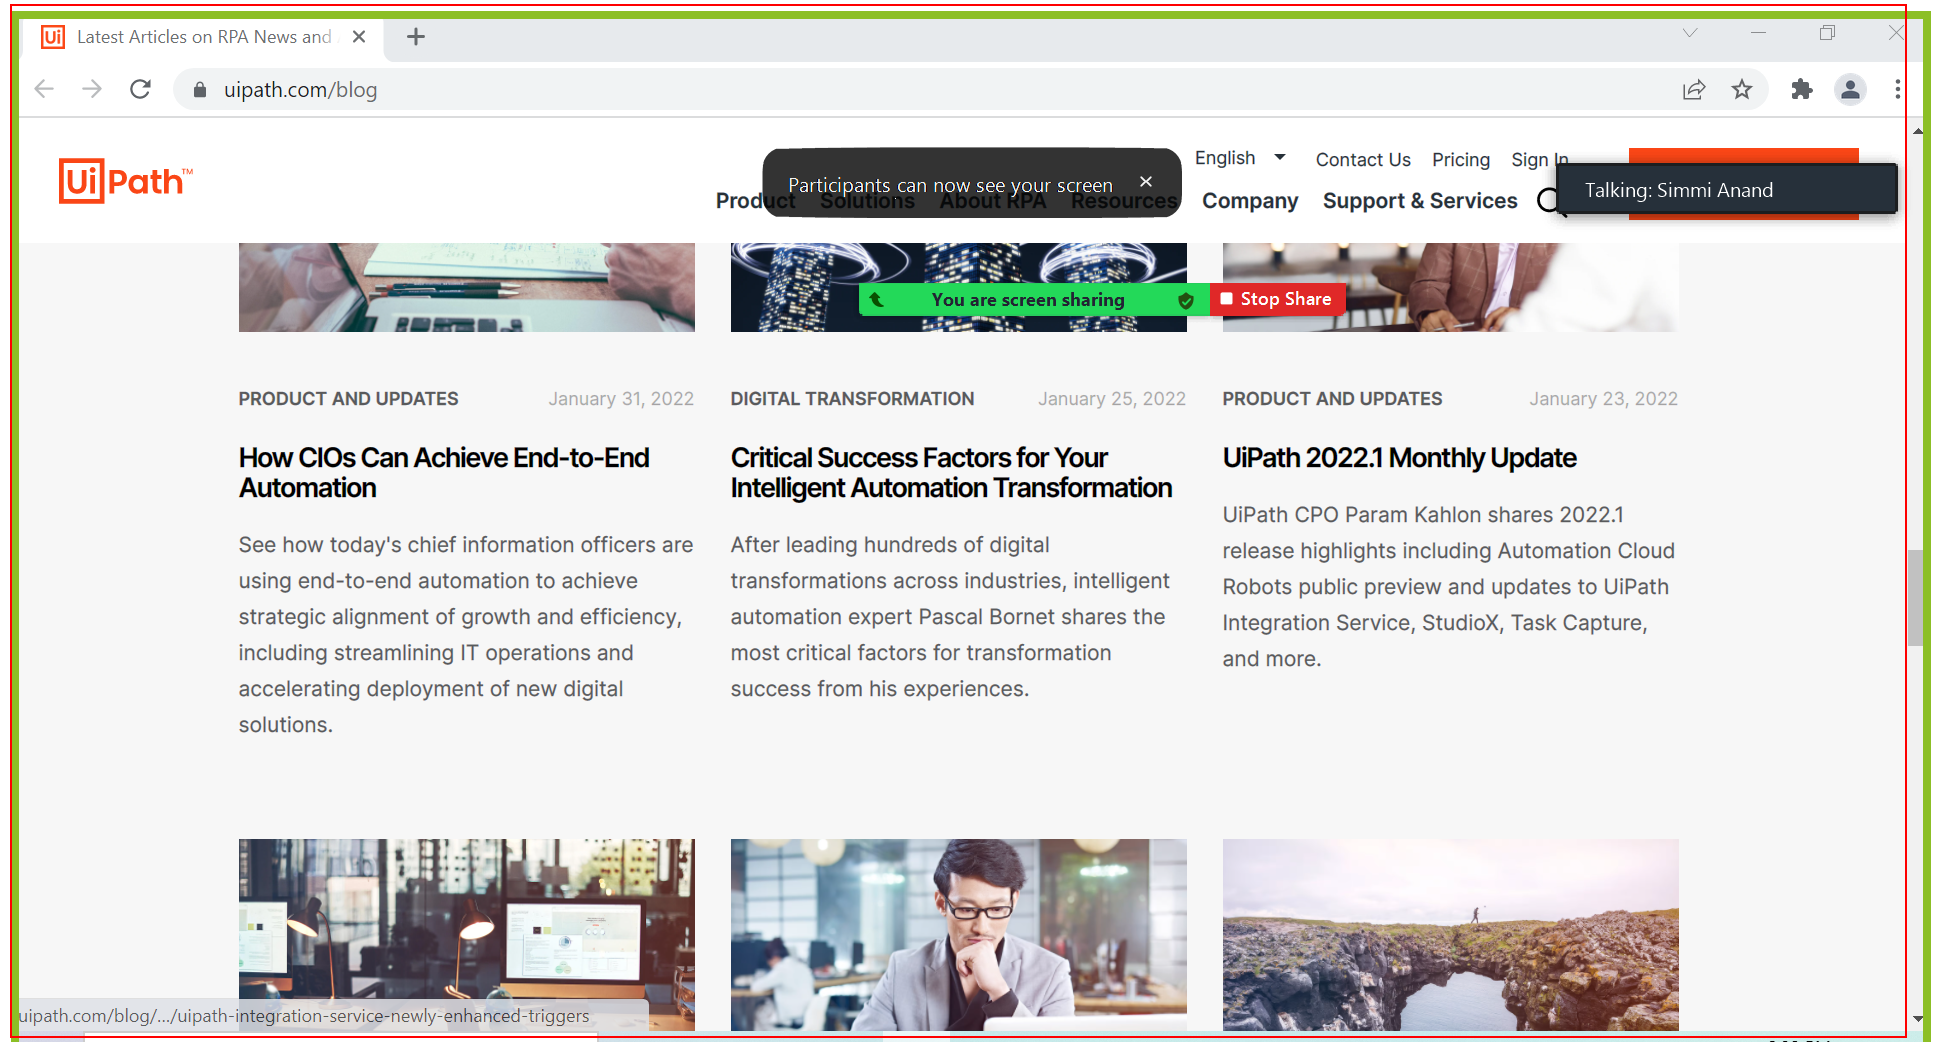 Ui Latest Articles on RPA News and
uipath.com/blog
English Contact Us Pricing Sign In
Participants can now see your screen
Talking: Simmi Anand
UiPath™
Product Solutions About RPA Resources Company Support & Services
You are screen sharing Stop Share
PRODUCT AND UPDATES January 31, 2022
How CIOs Can Achieve End-to-End
Automation
See how today's chief information officers are
using end-to-end automation to achieve
strategic alignment of growth and efficiency,
including streamlining IT operations and
accelerating deployment of new digital
solutions.
DIGITAL TRANSFORMATION January 25, 2022
Critical Success Factors for Your
Intelligent Automation Transformation
After leading hundreds of digital
transformations across industries, intelligent
automation expert Pascal Bornet shares the
most critical factors for transformation
success from his experiences.
PRODUCT AND UPDATES January 23, 2022
UiPath 2022.1 Monthly Update
UiPath CPO Param Kahlon shares 2022.1
release highlights including Automation Cloud
Robots public preview and updates to UiPath
Integration Service, StudioX, Task Capture,
and more.
uipath.com/blog/.../uipath-integration-service-newly-enhanced-triggers